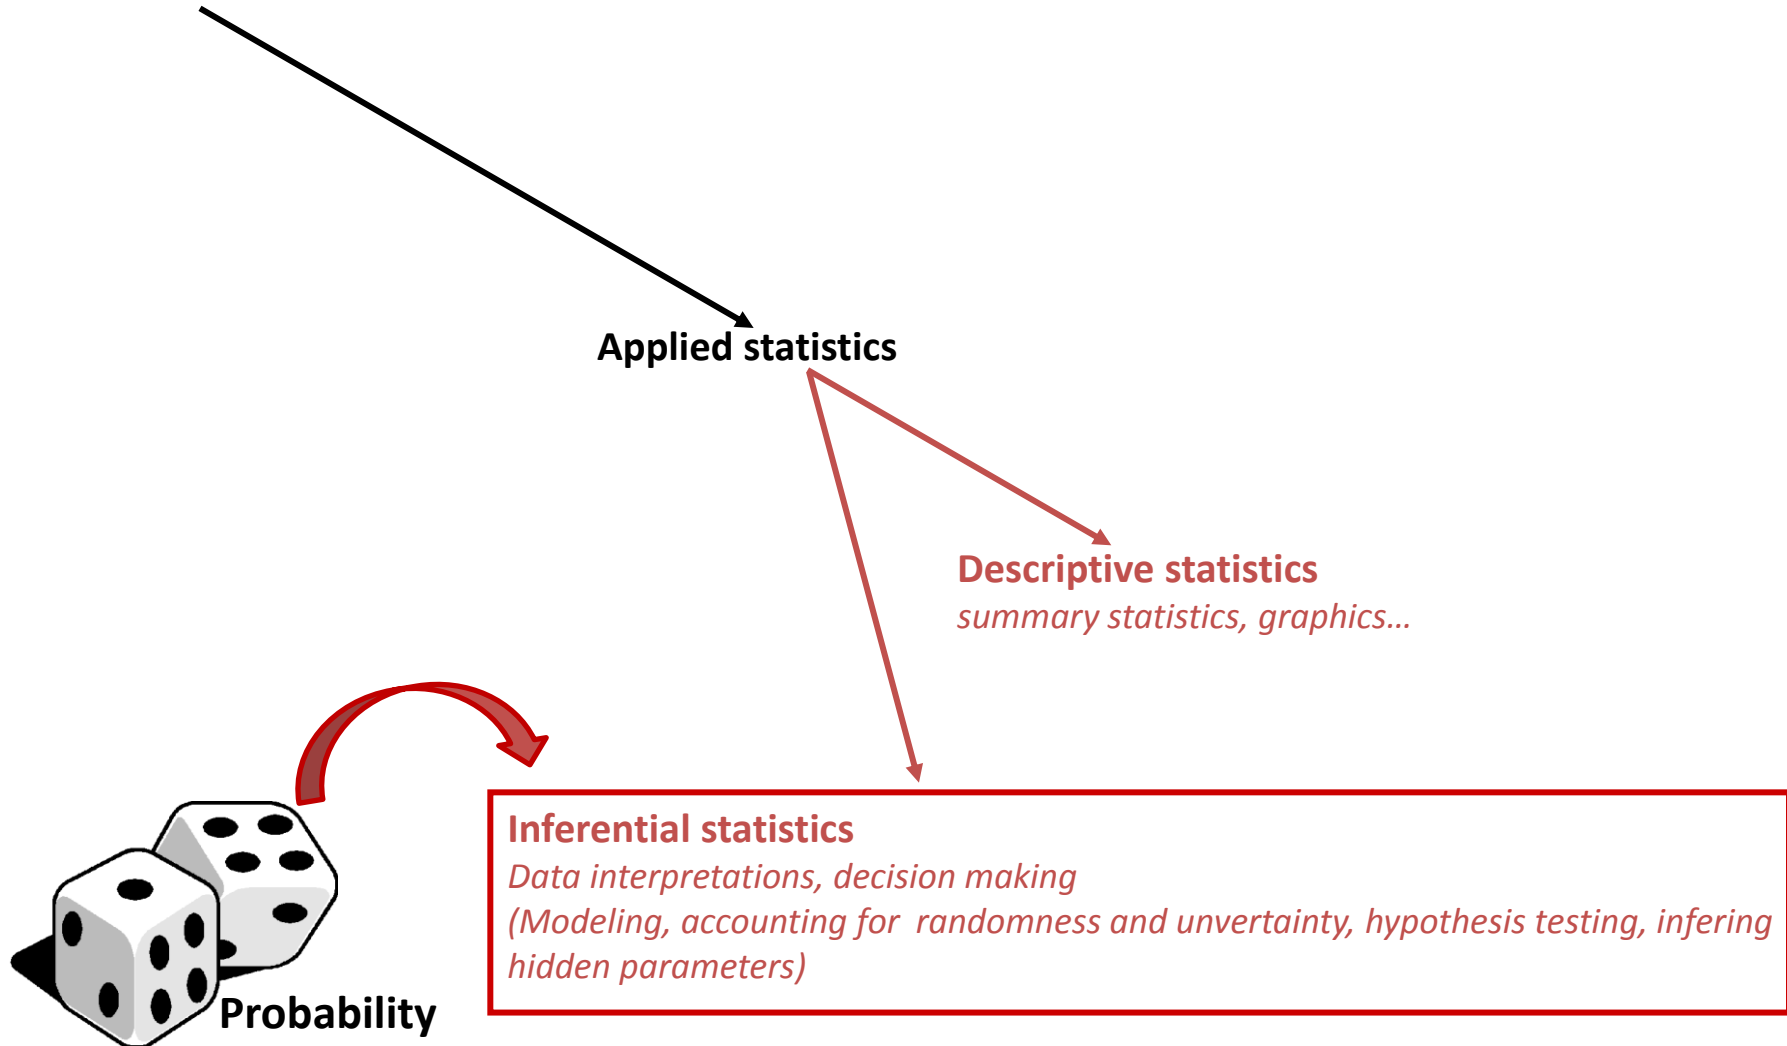 Applied statistics
Descriptive statistics
summary statistics, graphics…
Inferential statistics
Data interpretations, decision making
(Modeling, accounting for  randomness and unvertainty, hypothesis testing, infering
hidden parameters)
Probability